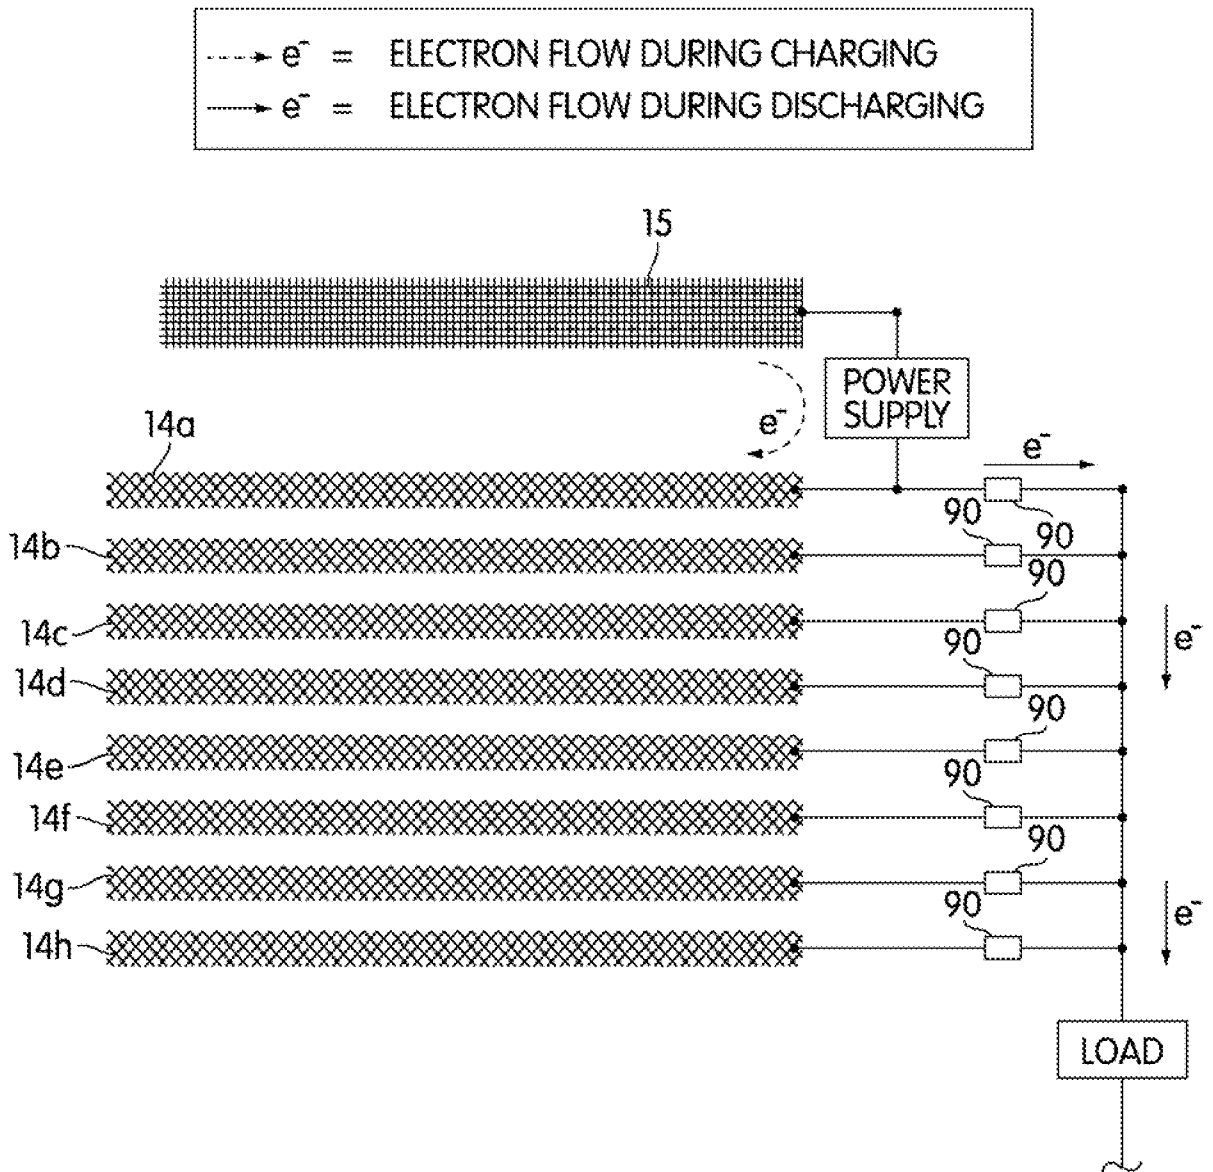 e⁻ = ELECTRON FLOW DURING CHARGING
e⁻ = ELECTRON FLOW DURING DISCHARGING
15
POWER
SUPPLY
e⁻
14a
e⁻
90
90
14b
90
14c
90
e⁻
14d
90
14e
90
14f
90
14g
90
e⁻
14h
LOAD